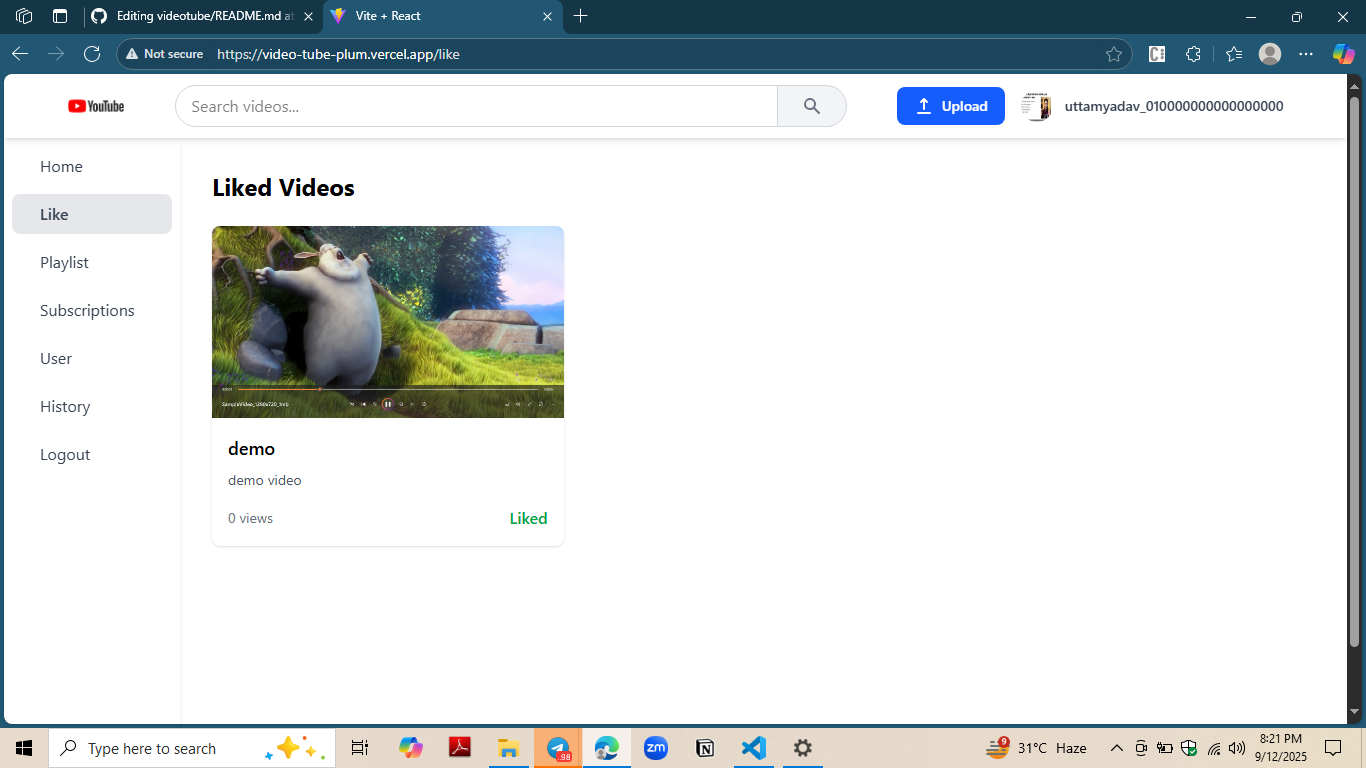 Editing videotube/README.md at
Vite + React
Not secure
https://video-tube-plum.vercel.app/like
YouTube
Search videos...
Upload
uttamyadav_010000000000000000
Home
Like
Playlist
Subscriptions
User
History
Logout
Liked Videos
demo
demo video
0 views
Liked
Type here to search
.98
zm
N
9
31°C Haze
8:21 PM
9/12/2025